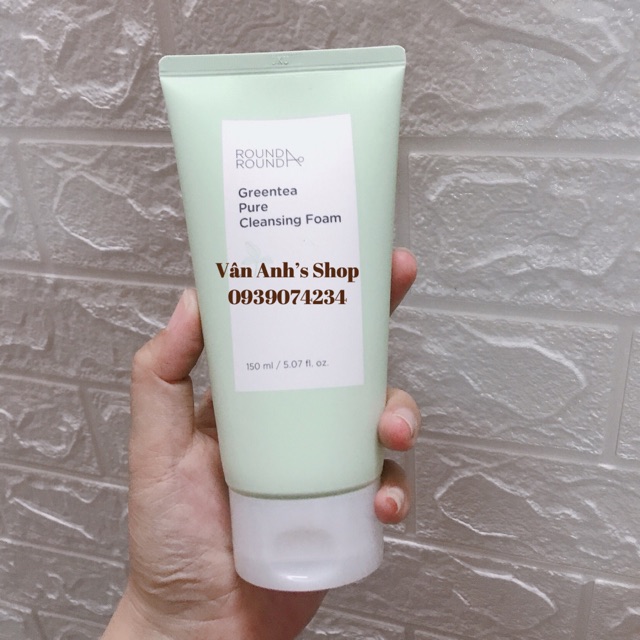 ROUND A
ROUND
Greentea
Pure
Cleansing Foam
Vân Anh's Shop
0939074234
150 ml / 5.07 fl. oz.